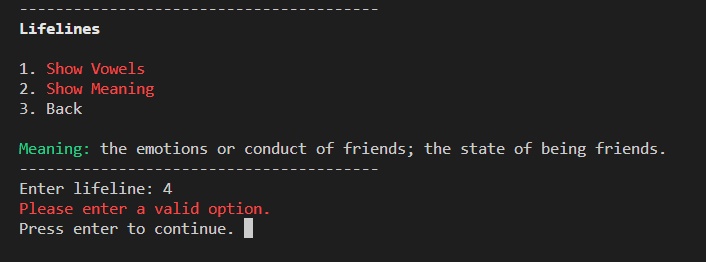 ----------------------------------------
Lifelines
1. Show Vowels
2. Show Meaning
3. Back
Meaning: the emotions or conduct of friends; the state of being friends.
----------------------------------------
Enter lifeline: 4
Please enter a valid option.
Press enter to continue.